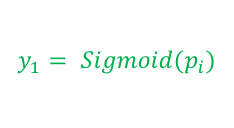 y₁ = Sigmoid(pᵢ)